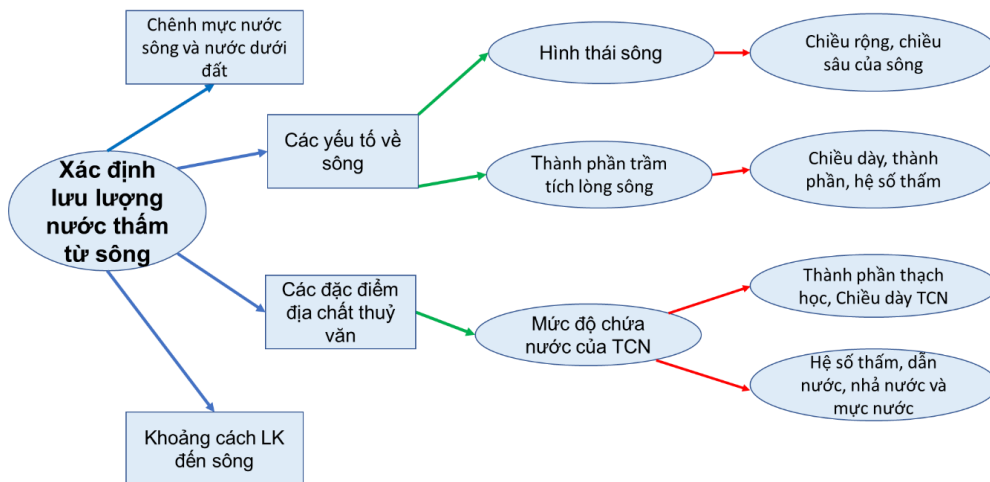 Chênh mực nước
sông và nước dưới
đất
Hình thái sông
Chiều rộng, chiều
sâu của sông
Các yếu tố về
sông
Xác định
lưu lượng
nước thấm
từ sông
Thành phần trầm
tích lòng sông
Chiều dày, thành
phần, hệ số thấm
Các đặc điểm
địa chất thuỷ
văn
Mức độ chứa
nước của TCN
Thành phần thạch
học, Chiều dày TCN
Hệ số thấm, dẫn
nước, nhả nước và
mực nước
Khoảng cách LK
đến sông